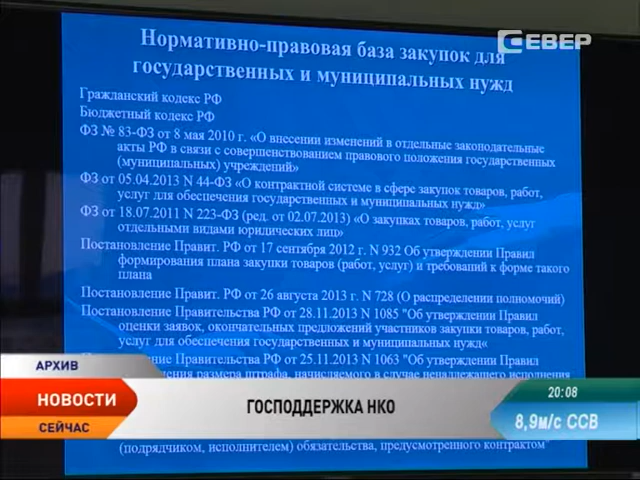 Нормативно-правовая база закупок для
государственных и муниципальных нужд
СЕВЕР
Гражданский кодекс РФ
Бюджетный кодекс РФ
ФЗ № 83-ФЗ от 8 мая 2010 г. «О внесении изменений в отдельные законодательные
акты РФ в связи с совершенствованием правового положения государственных
(муниципальных) учреждений»
ФЗ от 05.04.2013 N 44-ФЗ «О контрактной системе в сфере закупок товаров, работ,
услуг для обеспечения государственных и муниципальных нужд»
ФЗ от 18.07.2011 N 223-ФЗ (ред. от 02.07.2013) «О закупках товаров, работ, услуг
отдельными видами юридических лиц»
Постановление Правит. РФ от 17 сентября 2012 г. N 932 Об утверждении Правил
формирования плана закупки товаров (работ, услуг) и требований к форме такого
плана
Постановление Правит. РФ от 26 августа 2013 г. N 728 (О распределении полномочий)
Постановление Правительства РФ от 28.11.2013 N 1085 "Об утверждении Правил
оценки заявок, окончательных предложений участников закупки товаров, работ,
услуг для обеспечения государственных и муниципальных нужд«
Правительства РФ от 25.11.2013 N 1063 "Об утверждении Правил
размера штрафа, начисляемого в случае ненадлежащего исполнения
(подрядчиком, исполнителем) обязательства, предусмотренного контрактом"
АРХИВ
НОВОСТИ
СЕЙЧАС
ГОСПОДДЕРЖКА НКО
20:08
8,9м/с ССВ